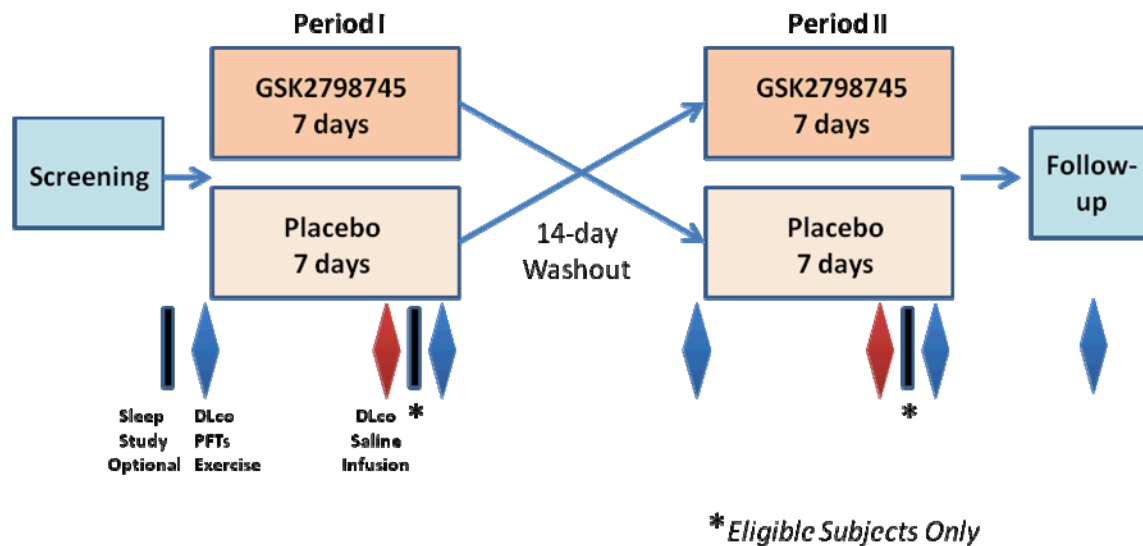 Period I
Period II
GSK2798745
7 days
GSK2798745
7 days
Screening
Follow-
up
Placebo
7 days
14-day
Washout
Placebo
7 days
Sleep
Study
Optional
DLco
PFTs
Exercise
DLco
Saline
Infusion
*
*
*Eligible Subjects Only